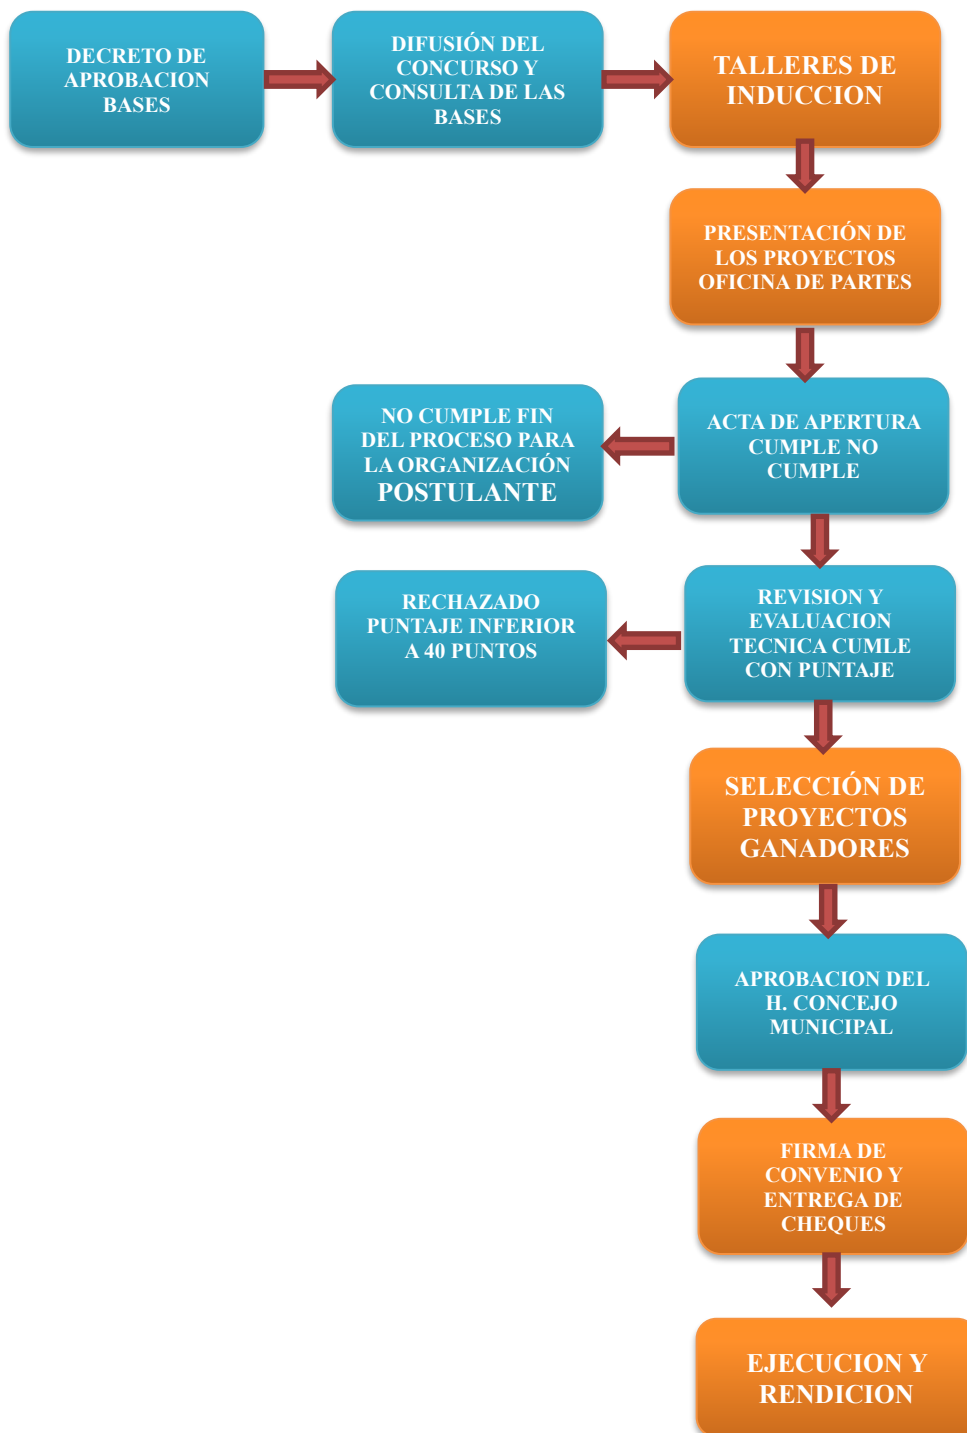 DECRETO DE
APROBACION
BASES
DIFUSIÓN DEL
CONCURSO Y
CONSULTA DE LAS
BASES
TALLERES DE
INDUCCION
PRESENTACIÓN DE
LOS PROYECTOS
OFICINA DE PARTES
ACTA DE APERTURA
CUMPLE NO
CUMPLE
NO CUMPLE FIN
DEL PROCESO PARA
LA ORGANIZACIÓN
POSTULANTE
REVISION Y
EVALUACION
TECNICA CUMLE
CON PUNTAJE
RECHAZADO
PUNTAJE INFERIOR
A 40 PUNTOS
SELECCIÓN DE
PROYECTOS
GANADORES
APROBACION DEL
H. CONCEJO
MUNICIPAL
FIRMA DE
CONVENIO Y
ENTREGA DE
CHEQUES
EJECUCION Y
RENDICION